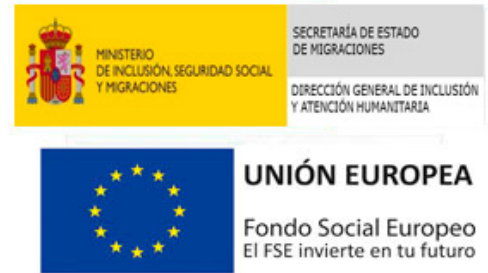 MINISTERIO
DE INCLUSIÓN, SEGURIDAD SOCIAL
Y MIGRACIONES
SECRETARÍA DE ESTADO
DE MIGRACIONES
DIRECCIÓN GENERAL DE INCLUSIÓN
Y ATENCIÓN HUMANITARIA
UNIÓN EUROPEA
Fondo Social Europeo
El FSE invierte en tu futuro